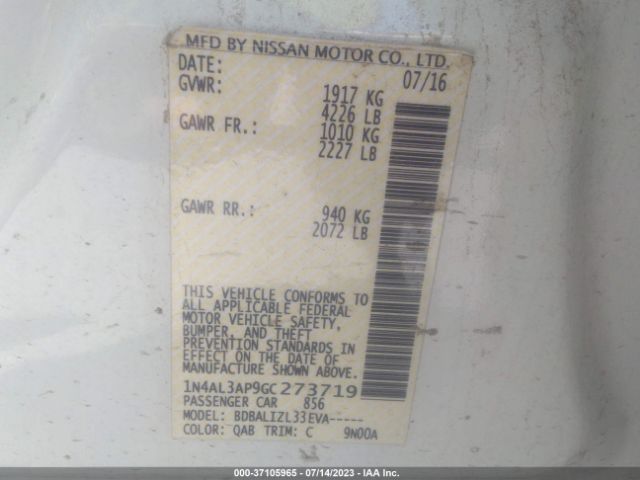 MFD BY NISSAN MOTOR CO., LTD.
DATE: 07/16
GVWR: 1917 KG
4226 LB
GAWR FR.: 1010 KG
2227 LB
GAWR RR.: 940 KG
2072 LB
THIS VEHICLE CONFORMS TO
ALL APPLICABLE FEDERAL
MOTOR VEHICLE SAFETY,
BUMPER, AND THEFT
PREVENTION STANDARDS IN
EFFECT ON THE DATE OF
MANUFACTURE SHOWN ABOVE.
1N4AL3AP9GC273719
PASSENGER CAR 856
MODEL: BDBALIZL33EVA-----
COLOR: QAB TRIM: C 9N00A
000-37105965 - 07/14/2023 - IAA Inc.